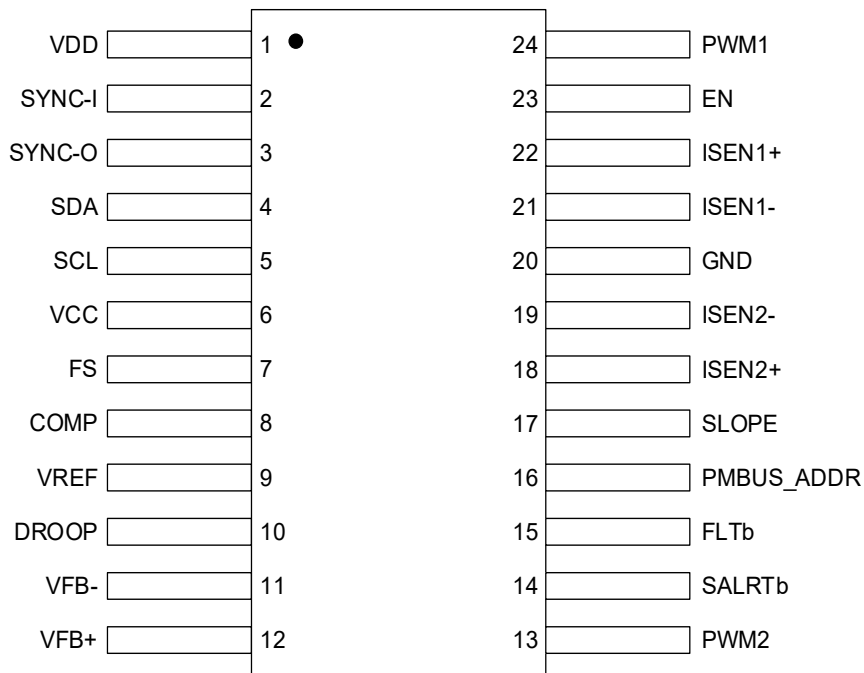 VDD 1 24 PWM1
SYNC-I 2 23 EN
SYNC-O 3 22 ISEN1+
SDA 4 21 ISEN1-
SCL 5 20 GND
VCC 6 19 ISEN2-
FS 7 18 ISEN2+
COMP 8 17 SLOPE
VREF 9 16 PMBUS_ADDR
DROOP 10 15 FLTb
VFB- 11 14 SALRTb
VFB+ 12 13 PWM2